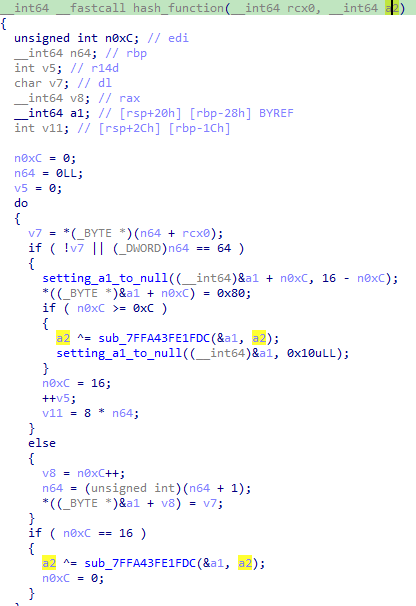 __int64 __fastcall hash_function(__int64 rcx0, __int64 a2)
{
unsigned int n0xC; // edi
__int64 n64; // rbp
int v5; // r14d
char v7; // dl
__int64 v8; // rax
__int64 a1; // [rsp+20h] [rbp-28h] BYREF
int v11; // [rsp+2Ch] [rbp-1Ch]
n0xC = 0;
n64 = 0LL;
v5 = 0;
do
{
v7 = *(_BYTE *)(n64 + rcx0);
if ( !v7 || (_DWORD)n64 == 64 )
{
setting_a1_to_null((__int64)&a1 + n0xC, 16 - n0xC);
*((_BYTE *)&a1 + n0xC) = 0x80;
if ( n0xC >= 0xC )
{
a2 ^= sub_7FFA43FE1FDC(&a1, a2);
setting_a1_to_null((__int64)&a1, 0x10uLL);
}
n0xC = 16;
++v5;
v11 = 8 * n64;
}
else
{
v8 = n0xC++;
n64 = (unsigned int)(n64 + 1);
*((_BYTE *)&a1 + v8) = v7;
}
if ( n0xC == 16 )
{
a2 ^= sub_7FFA43FE1FDC(&a1, a2);
n0xC = 0;
}